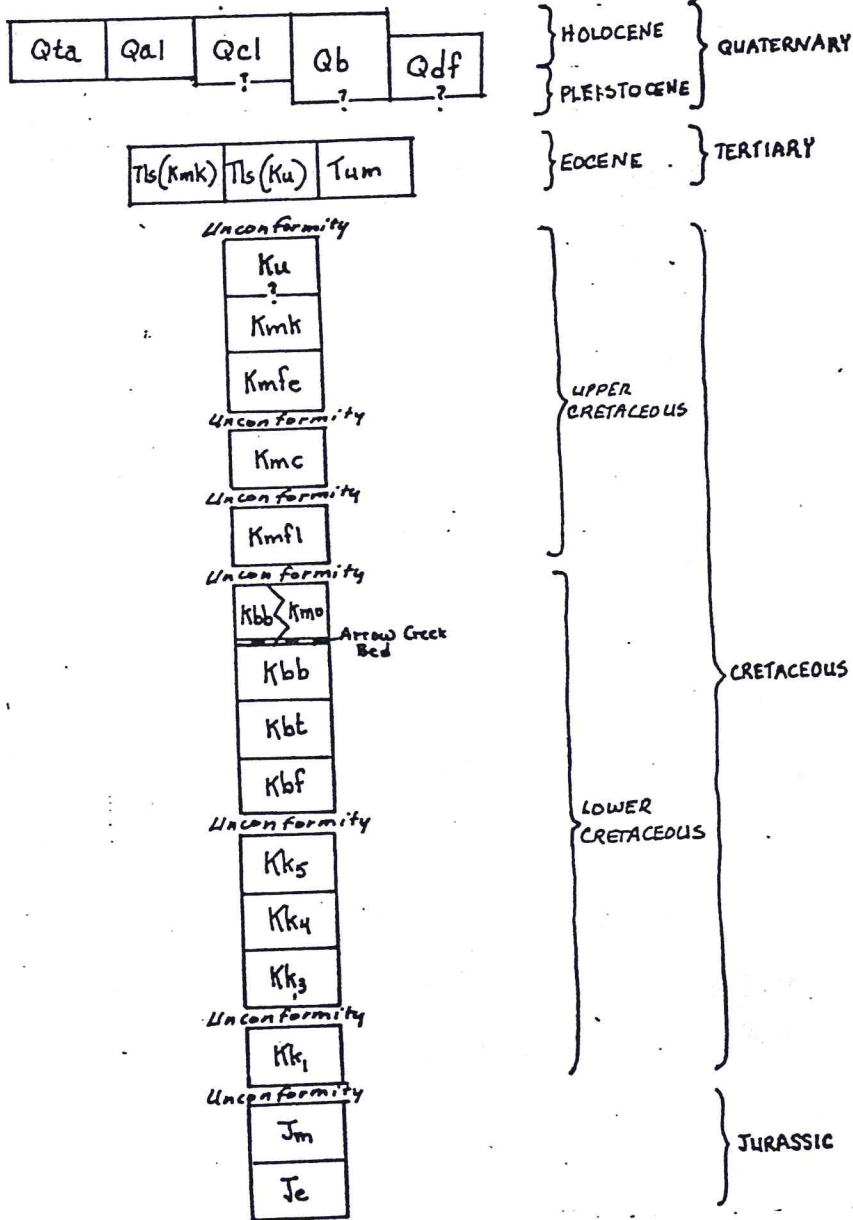 Qta Qal Qcl Qb Qdf
?
?
?
HOLOCENE
PLEISTOCENE
QUATERNARY
Tls(Kmk) Tls(Ku) Tum
EOCENE
TERTIARY
Unconformity
Ku
?
Kmk
Kmfe
Unconformity
Kmc
Unconformity
Kmfl
UPPER
CRETACEOUS
Unconformity
Kbb Kmo
Arrow Creek
Bed
Kbb
Kbt
Kbf
Unconformity
Kk5
Kk4
Kk3
Unconformity
Kk1
LOWER
CRETACEOUS
CRETACEOUS
Unconformity
Jm
Je
JURASSIC